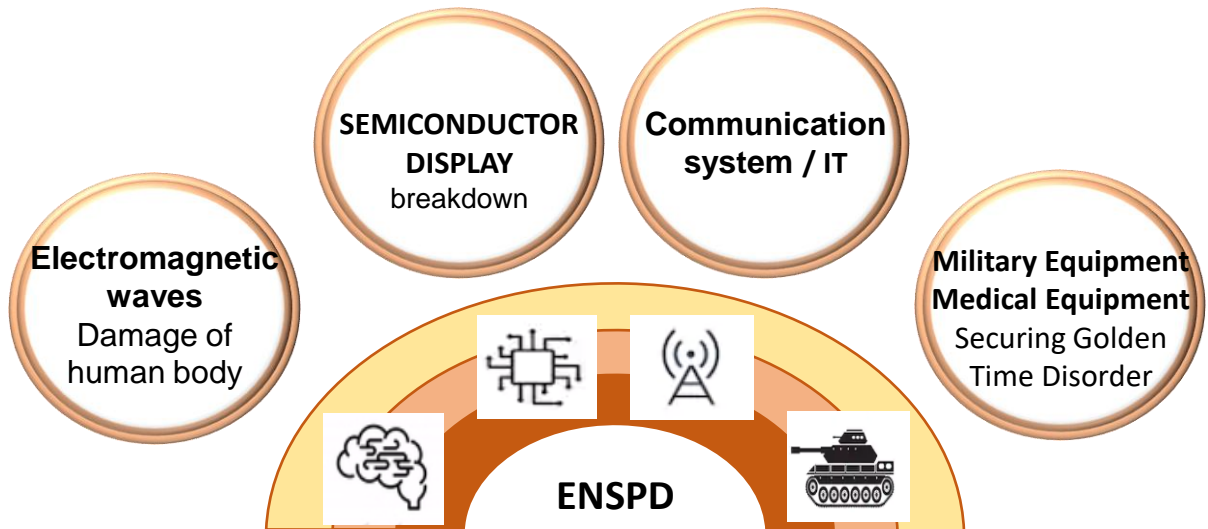 SEMICONDUCTOR
DISPLAY
breakdown
Communication
system / IT
Electromagnetic
waves
Damage of
human body
Military Equipment
Medical Equipment
Securing Golden
Time Disorder
ENSPD